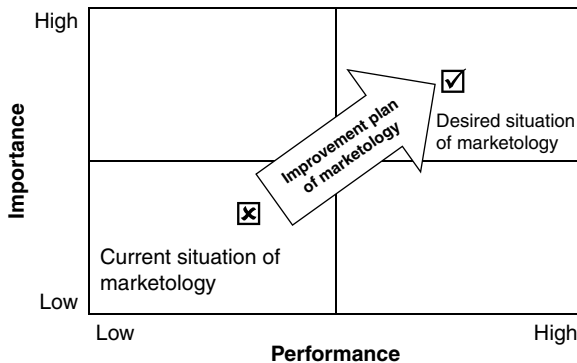 High
Importance
Improvement plan
of marketology
Desired situation
of marketology
Current situation of
marketology
Low
Low
High
Performance